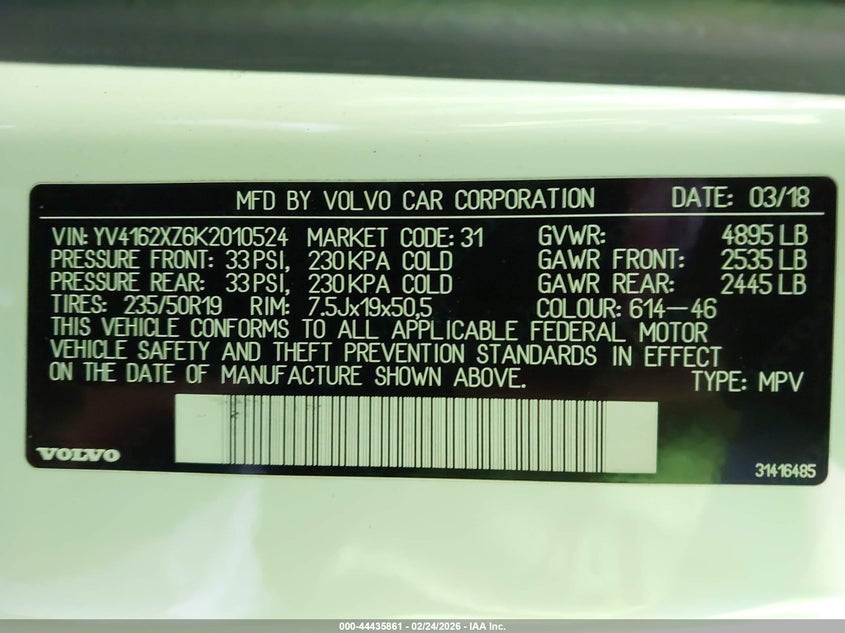 MFD BY VOLVO CAR CORPORATION DATE: 03/18
VIN: YV4162XZ6K2010524 MARKET CODE: 31 GVWR: 4895 LB
PRESSURE FRONT: 33 PSI, 230 KPA COLD GAWR FRONT: 2535 LB
PRESSURE REAR: 33 PSI, 230 KPA COLD GAWR REAR: 2445 LB
TIRES: 235/50R19 RIM: 7.5Jx19x50,5 COLOUR: 614-46
THIS VEHICLE CONFORMS TO ALL APPLICABLE FEDERAL MOTOR
VEHICLE SAFETY AND THEFT PREVENTION STANDARDS IN EFFECT
ON THE DATE OF MANUFACTURE SHOWN ABOVE. TYPE: MPV
VOLVO 31416485
000-44435861 - 02/24/2026 - IAA Inc.